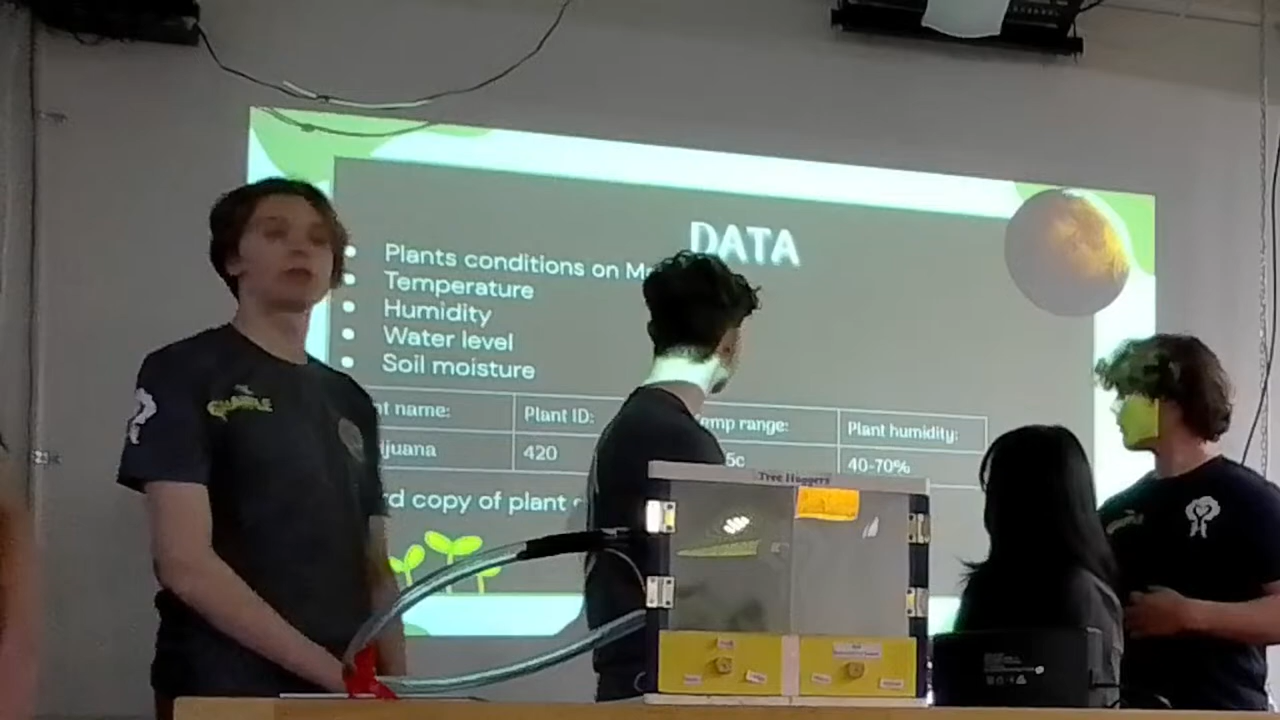 DATA
Plants conditions on M
Temperature
Humidity
Water level
Soil moisture
nt name: Plant ID: emp range: Plant humidity:
ijuana 420 5c 40-70%
rd copy of plant
Tree Huggers